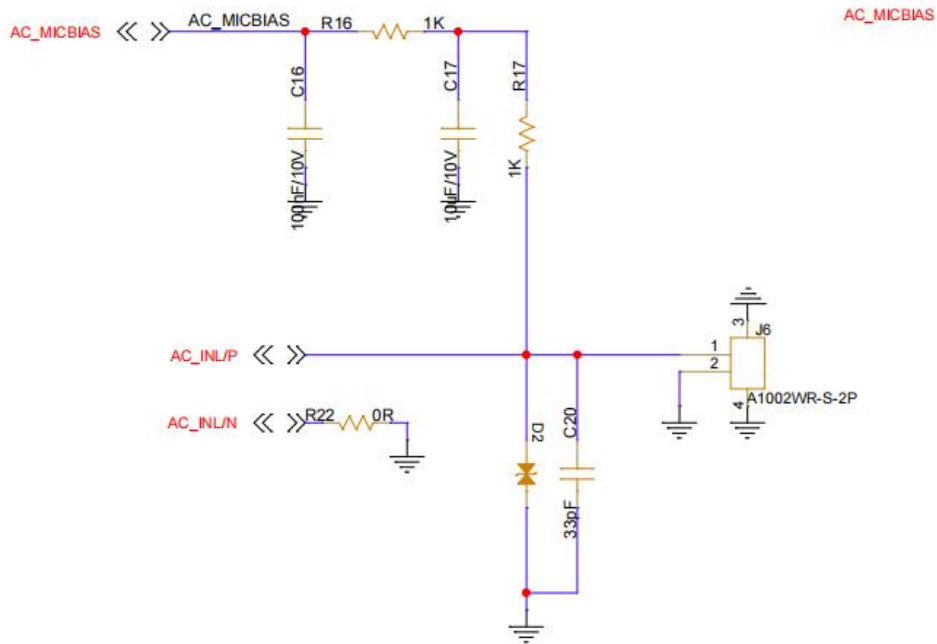 AC_MICBIAS
AC_MICBIAS
R16
1K
AC_MICBIAS
C16
100nF/10V
C17
10uF/10V
R17
1K
AC_INL/P
1
2
3
J6
4
A1002WR-S-2P
AC_INL/N
R22
0R
D2
C20
33pF